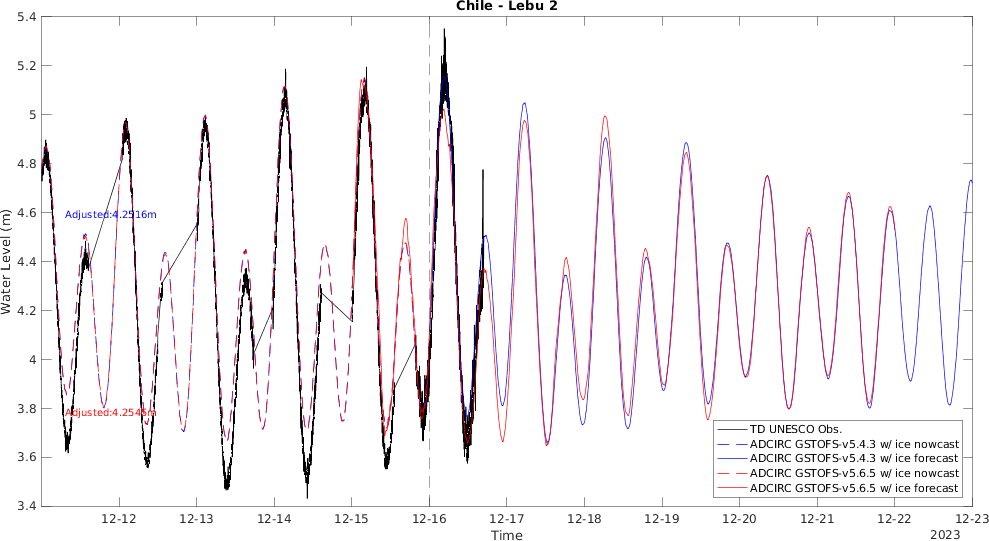 Chile - Lebu 2
5.4
5.2
5
4.8
4.6
4.4
4.2
4
3.8
3.6
3.4
Water Level (m)
Adjusted:4.2516m
Adjusted:4.2545m
TD UNESCO Obs.
ADCIRC GSTOFS-v5.4.3 w/ ice nowcast
ADCIRC GSTOFS-v5.4.3 w/ ice forecast
ADCIRC GSTOFS-v5.6.5 w/ ice nowcast
ADCIRC GSTOFS-v5.6.5 w/ ice forecast
12-12 12-13 12-14 12-15 12-16 12-17 12-18 12-19 12-20 12-21 12-22 12-23
Time
2023